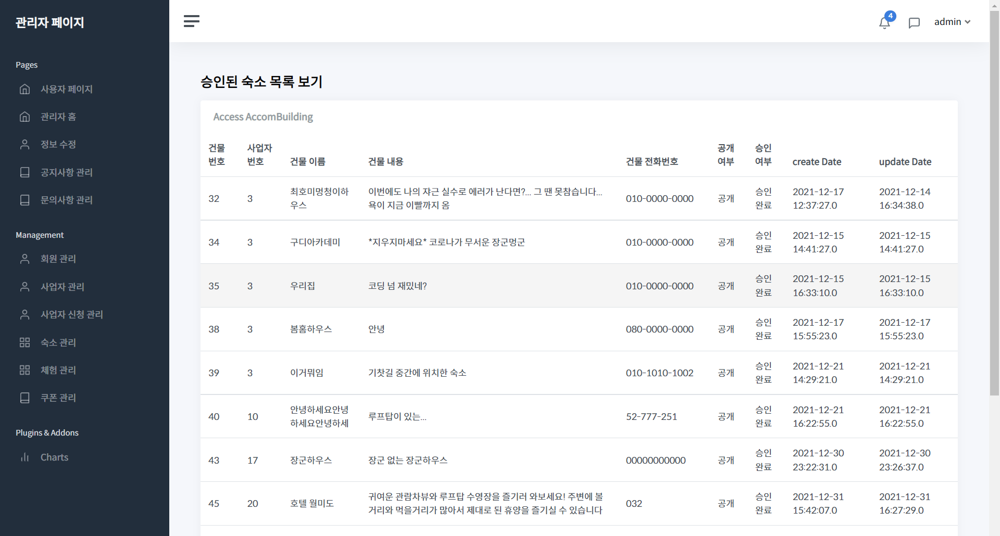 관리자 페이지
4
admin
Pages
사용자 페이지
관리자 홈
정보 수정
공지사항 관리
문의사항 관리
Management
회원 관리
사업자 관리
사업자 신청 관리
숙소 관리
체험 관리
쿠폰 관리
Plugins & Addons
Charts
승인된 숙소 목록 보기
Access AccomBuilding
건물 사업자 공개 승인
번호 번호 건물 이름 건물 내용 건물 전화번호 여부 여부 create Date update Date
최호미멍청이하 이번에도 나의 쟈근 실수로 에러가 난다면?... 그 땐 못참습니다... 승인 2021-12-17 2021-12-14
32 3 010-0000-0000 공개
우스 욕이 지금 이빨까지 옴 완료 12:37:27.0 16:34:38.0
승인 2021-12-15 2021-12-15
34 3 구디아카데미 *지우지마세요* 코로나가 무서운 장군멍군 010-0000-0000 공개
완료 14:41:27.0 14:41:27.0
승인 2021-12-15 2021-12-15
35 3 우리집 코딩 넘 재밌네? 010-0000-0000 공개
완료 16:33:10.0 16:33:10.0
승인 2021-12-17 2021-12-17
38 3 봄홈하우스 안녕 080-0000-0000 공개
완료 15:55:23.0 15:55:23.0
승인 2021-12-21 2021-12-21
39 3 이거뭐임 기찻길 중간에 위치한 숙소 010-1010-1002 공개
완료 14:29:21.0 14:29:21.0
안녕하세요안녕 승인 2021-12-21 2021-12-21
40 10 루프탑이 있는... 52-777-251 공개
하세요안녕하세 완료 16:22:55.0 16:22:55.0
승인 2021-12-30 2021-12-30
43 17 장군하우스 장군 없는 장군하우스 00000000000 공개
완료 23:22:31.0 23:26:37.0
귀여운 관람차뷰와 루프탑 수영장을 즐기러 와보세요! 주변에 볼 승인 2021-12-31 2021-12-31
45 20 호텔 월미도 032 공개
거리와 먹을거리가 많아서 제대로 된 휴양을 즐기실 수 있습니다 완료 15:42:07.0 16:27:29.0